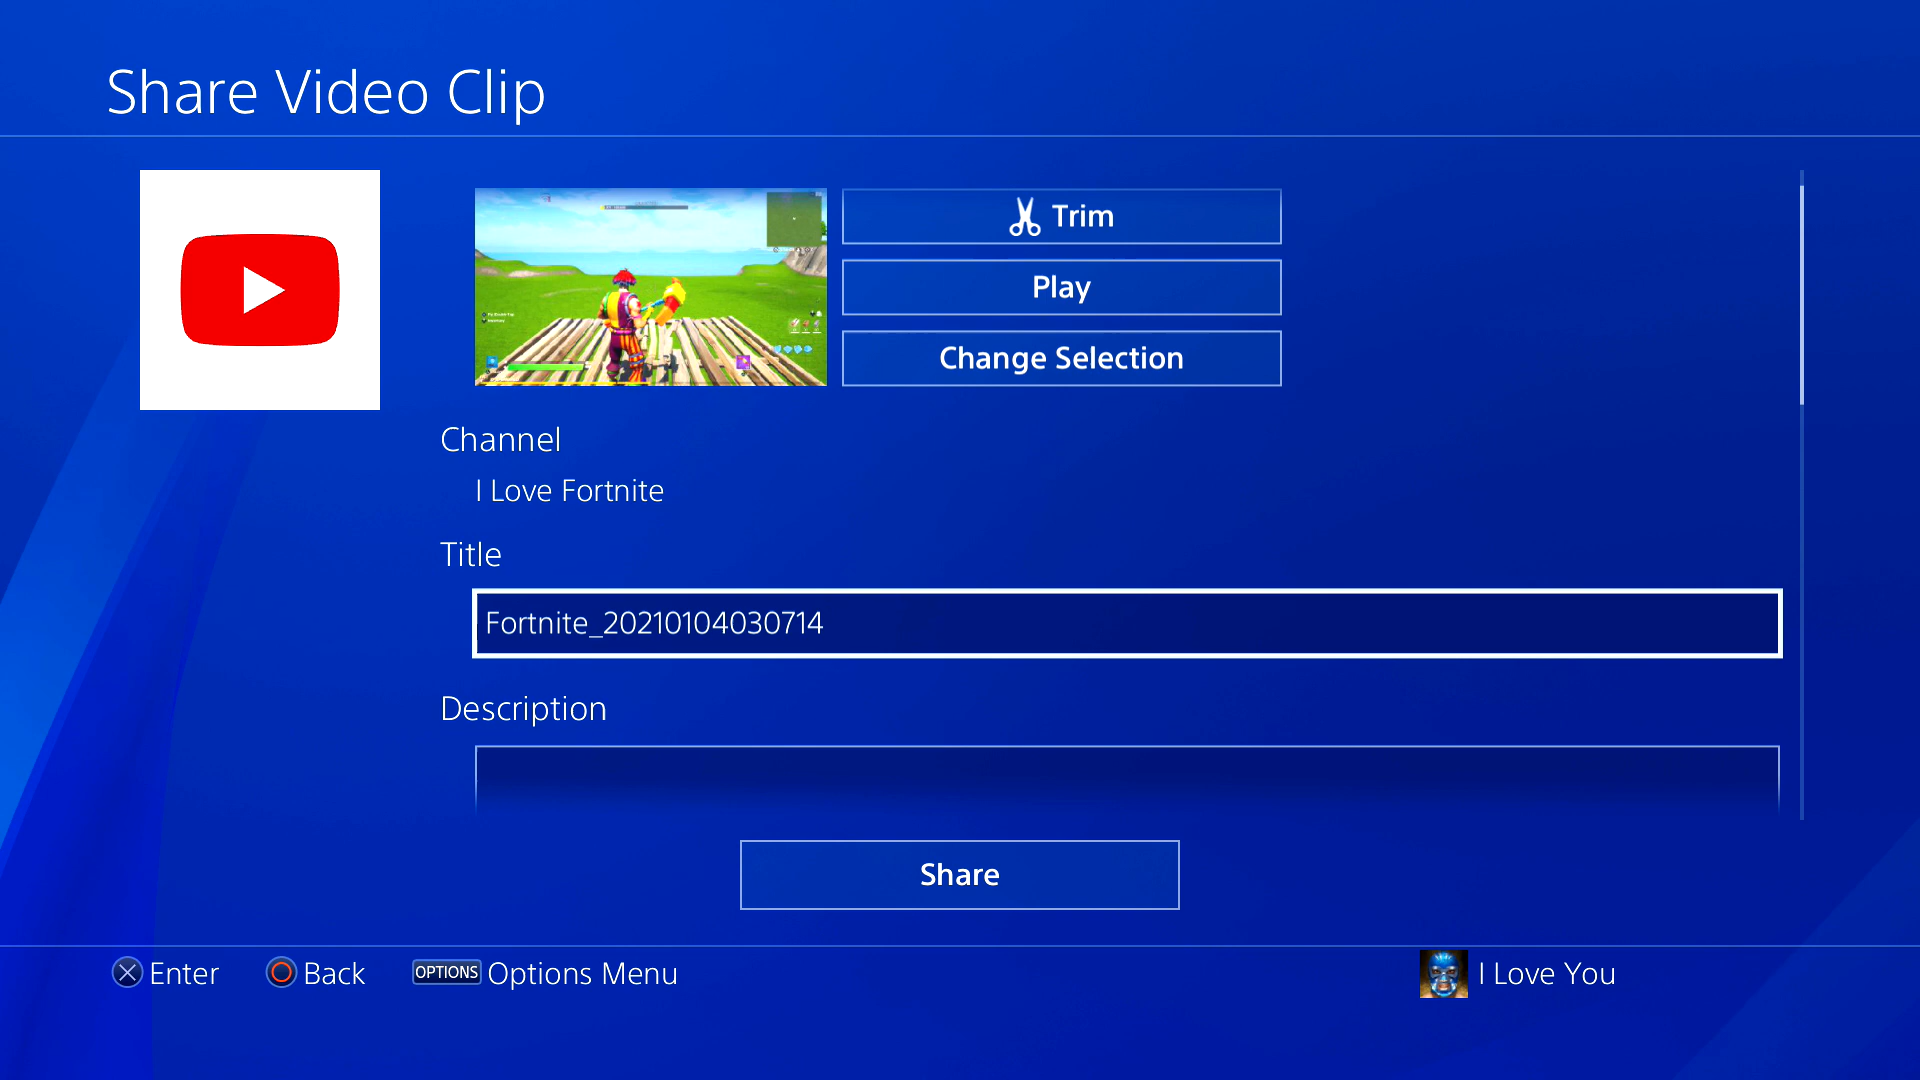 Share Video Clip
Trim
Play
Change Selection
Channel
I Love Fortnite
Title
Fortnite_20210104030714
Description
Share
Enter
Back
OPTIONS Options Menu
I Love You